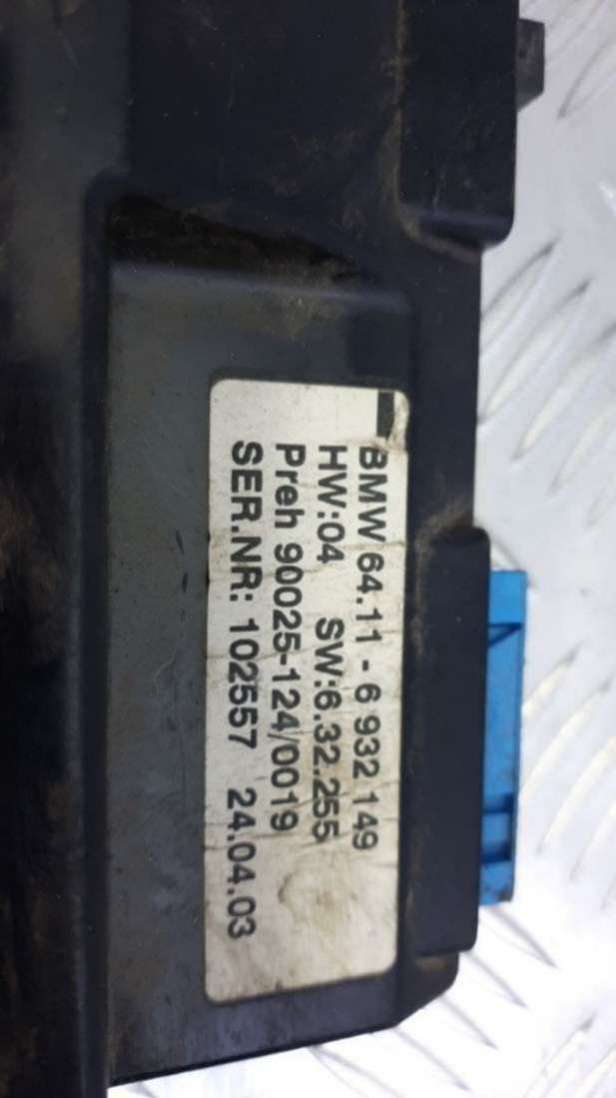 BMW 64.11 - 6 932 149
HW:04 SW:6.32.255
Preh 90025-124/0019
SER.NR: 102557 24.04.03